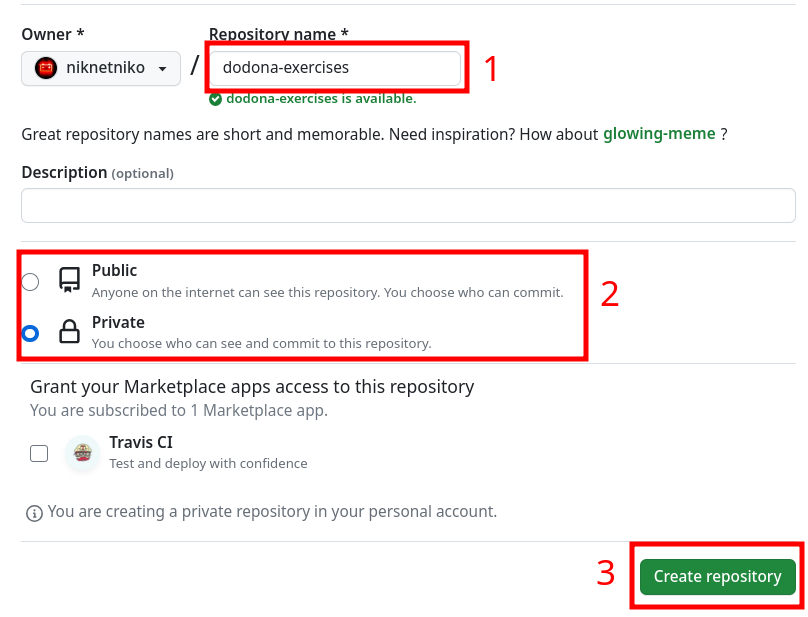 Owner *
Repository name *
niknetniko
/
dodona-exercises
1
dodona-exercises is available.
Great repository names are short and memorable. Need inspiration? How about glowing-meme ?
Description (optional)
Public
Anyone on the internet can see this repository. You choose who can commit.
2
Private
You choose who can see and commit to this repository.
Grant your Marketplace apps access to this repository
You are subscribed to 1 Marketplace app.
Travis CI
Test and deploy with confidence
You are creating a private repository in your personal account.
3
Create repository